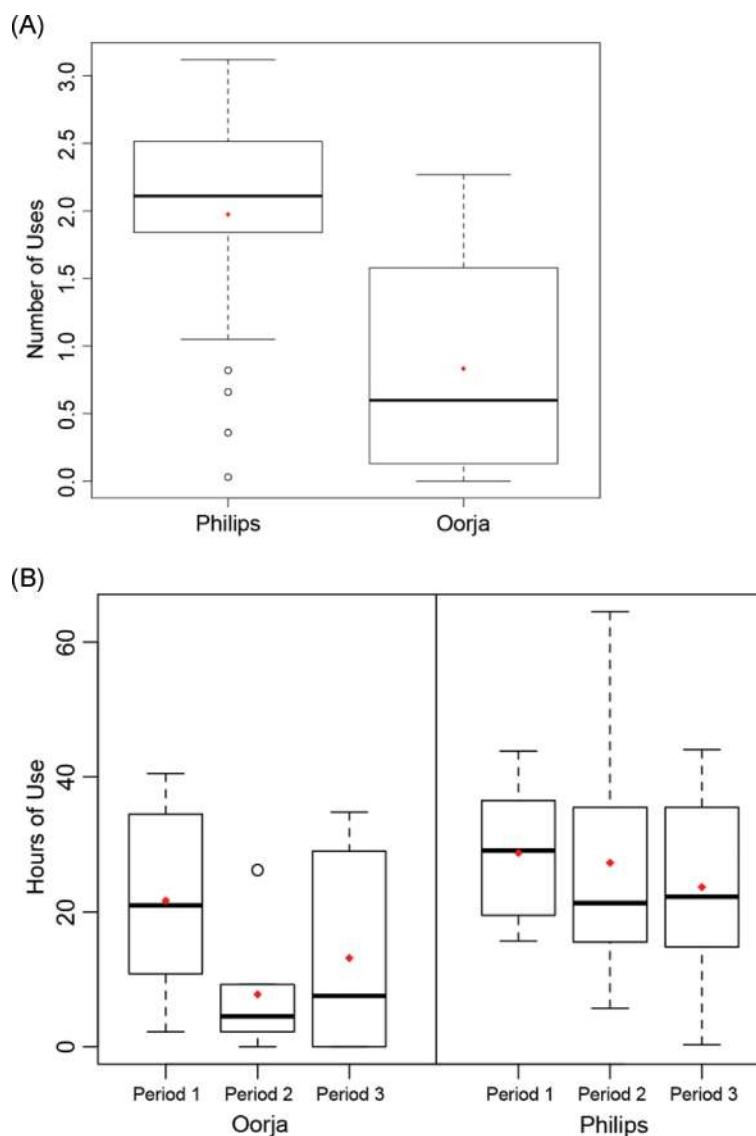 (A)
Number of Uses
3.0
2.5
2.0
1.5
1.0
0.5
0.0
Philips Oorja
(B)
Hours of Use
60
40
20
0
Period 1 Period 2 Period 3 Period 1 Period 2 Period 3
Oorja Philips